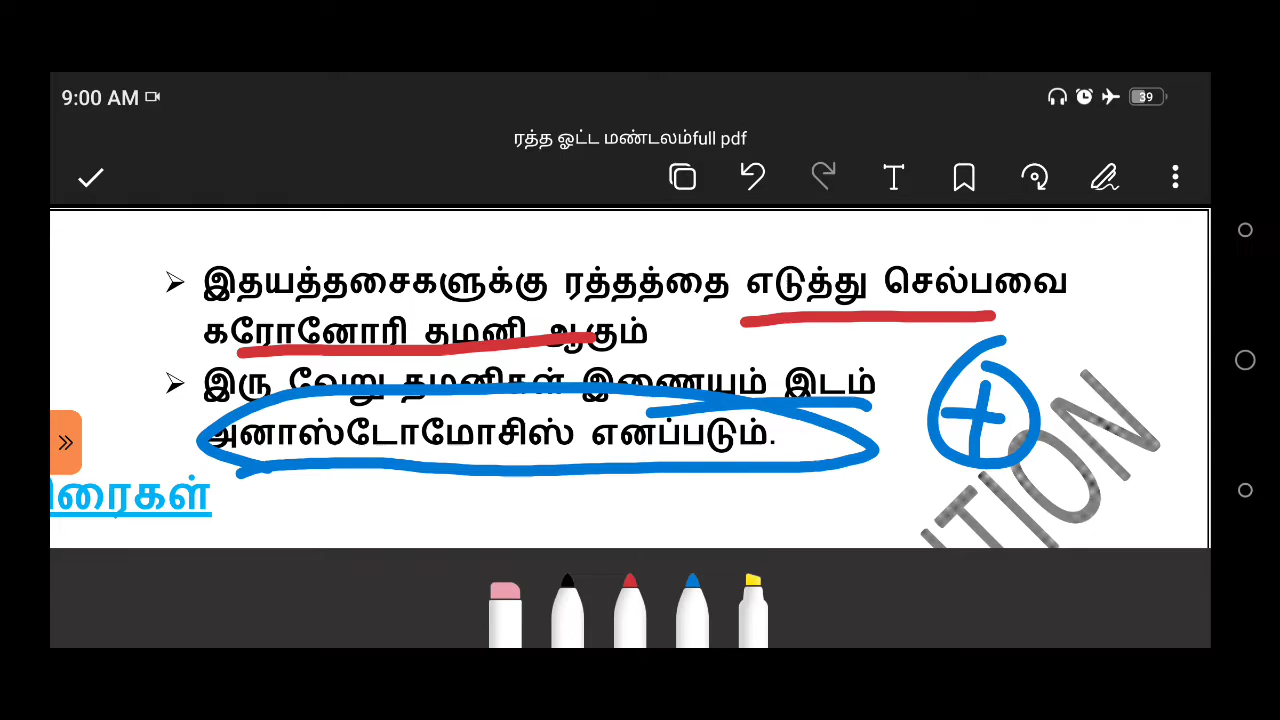 9:00 AM
39
ரத்த ஓட்ட மண்டலம்full pdf
➢ இதயத்தசைகளுக்கு ரத்தத்தை எடுத்து செல்பவை
கரோனோரி தமனி ஆகும்
➢ இரு வேறு தமனிகள் இணையும் இடம்
அனாஸ்டோமோசிஸ் எனப்படும்.
ரைகள்
TION